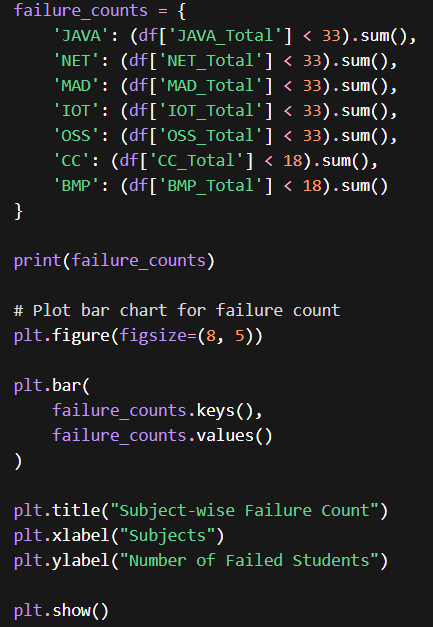 failure_counts = {
    'JAVA': (df['JAVA_Total'] < 33).sum(),
    'NET': (df['NET_Total'] < 33).sum(),
    'MAD': (df['MAD_Total'] < 33).sum(),
    'IOT': (df['IOT_Total'] < 33).sum(),
    'OSS': (df['OSS_Total'] < 33).sum(),
    'CC': (df['CC_Total'] < 18).sum(),
    'BMP': (df['BMP_Total'] < 18).sum()
}

print(failure_counts)

# Plot bar chart for failure count
plt.figure(figsize=(8, 5))

plt.bar(
    failure_counts.keys(),
    failure_counts.values()
)

plt.title("Subject-wise Failure Count")
plt.xlabel("Subjects")
plt.ylabel("Number of Failed Students")

plt.show()